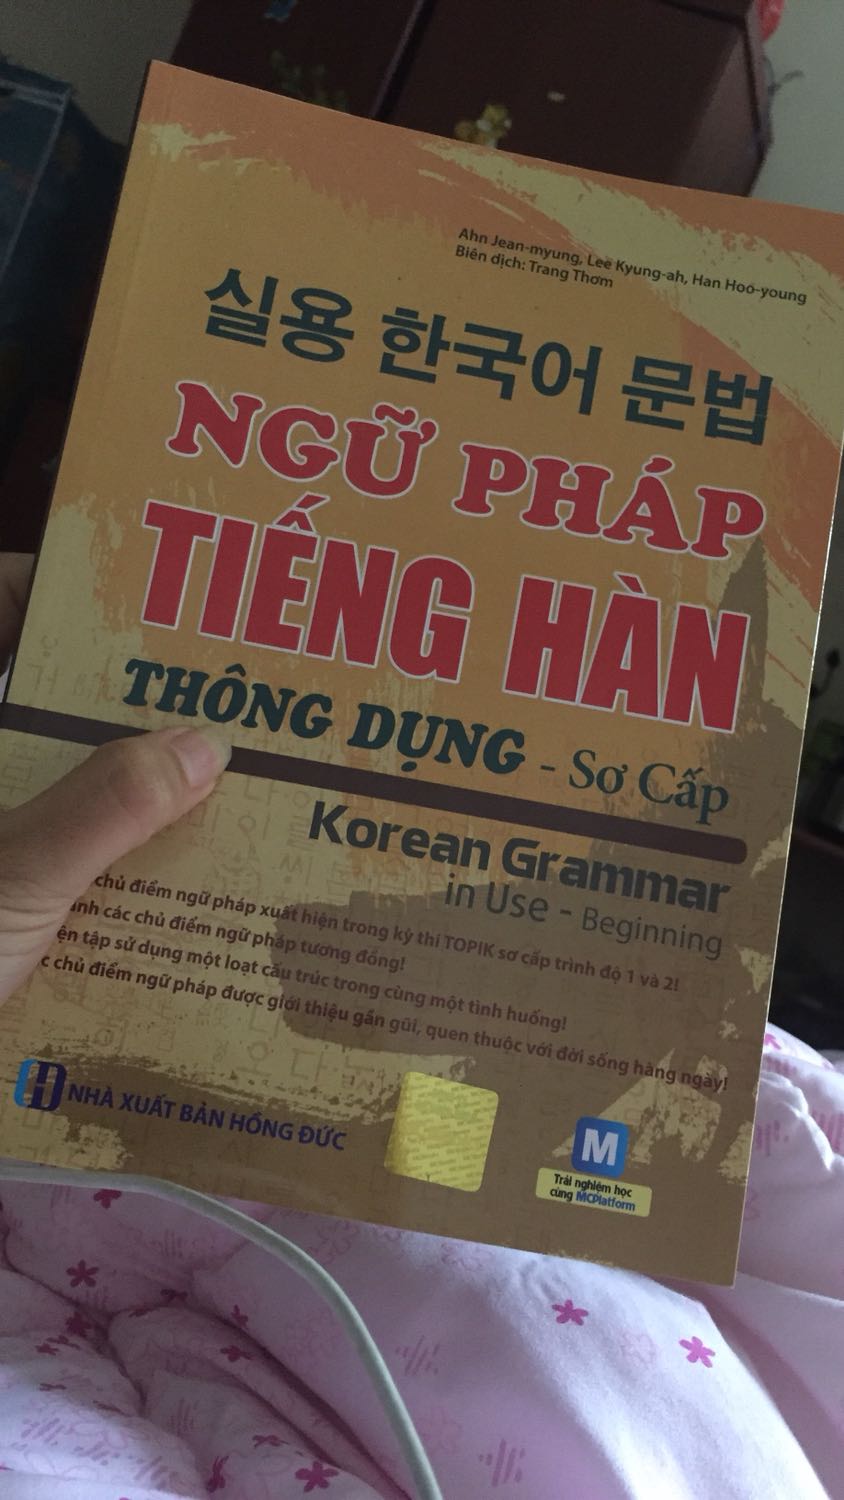 Ahn Jean-myung, Lee Kyung-ah, Han Hoo-young
Biên dịch: Trang Thơm
실용 한국어 문법
NGỮ PHÁP
TIẾNG HÀN
THÔNG DỤNG - Sơ Cấp
Korean Grammar
in Use - Beginning
chủ điểm ngữ pháp xuất hiện trong kỳ thi TOPIK sơ cấp trình độ 1 và 2!
các chủ điểm ngữ pháp tương đồng!
tập sử dụng một loạt cấu trúc trong cùng một tình huống!
chủ điểm ngữ pháp được giới thiệu gần gũi, quen thuộc với đời sống hàng ngày!
NHÀ XUẤT BẢN HỒNG ĐỨC
M
Trải nghiệm học
cùng MCPlatform